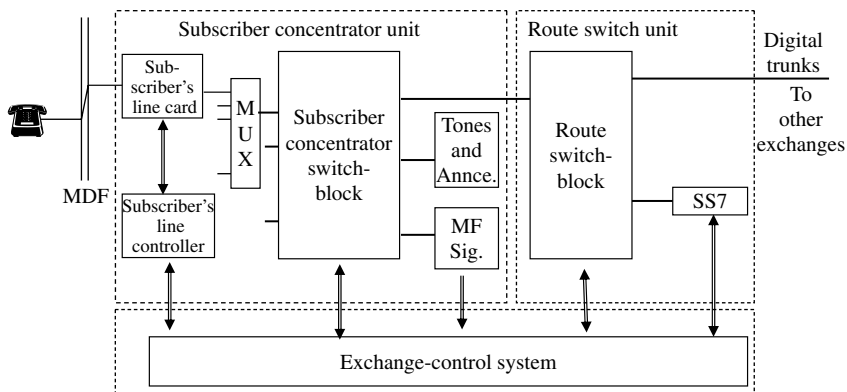 Subscriber concentrator unit
Route switch unit
Sub-
scriber's
line card
M
U
X
Subscriber
concentrator
switch-
block
Tones
and
Annce.
MF
Sig.
Subscriber's
line
controller
MDF
Route
switch-
block
SS7
Digital
trunks
To
other
exchanges
Exchange-control system